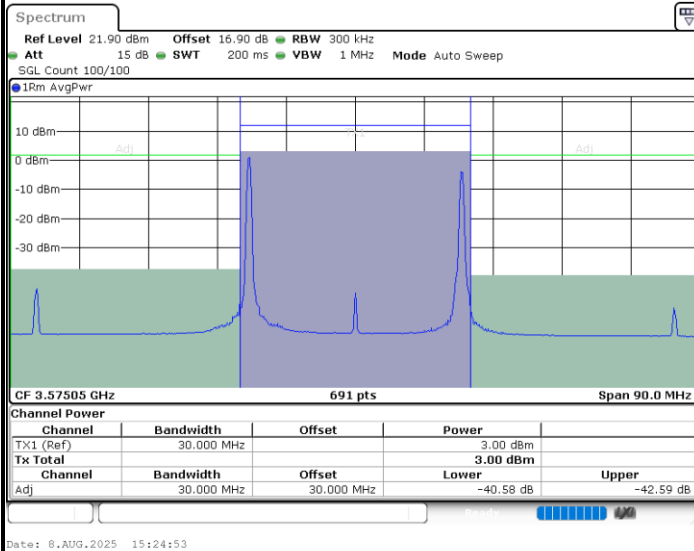 Spectrum
Ref Level 21.90 dBm Offset 16.90 dB RBW 300 kHz
Att 15 dB SWT 200 ms VBW 1 MHz Mode Auto Sweep
SGL Count 100/100
1Rm AvgPwr
10 dBm
Adj Adj
0 dBm
-10 dBm
-20 dBm
-30 dBm
CF 3.57505 GHz 691 pts Span 90.0 MHz
Channel Power
Channel Bandwidth Offset Power
TX1 (Ref) 30.000 MHz 3.00 dBm
Tx Total 3.00 dBm
Channel Bandwidth Offset Lower Upper
Adj 30.000 MHz 30.000 MHz -40.58 dB -42.59 dB
Ready
Date: 8.AUG.2025 15:24:53